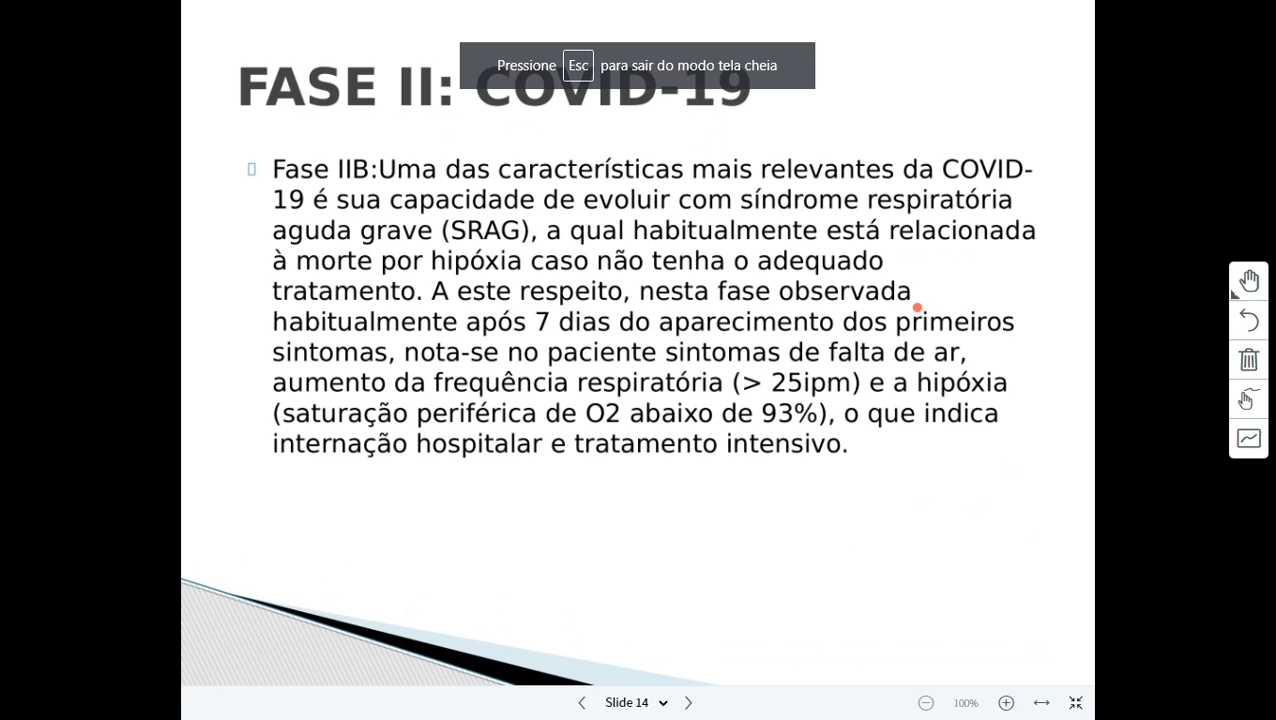 Pressione Esc para sair do modo tela cheia
FASE II: COVID-19
Fase IIB:Uma das características mais relevantes da COVID-
19 é sua capacidade de evoluir com síndrome respiratória
aguda grave (SRAG), a qual habitualmente está relacionada
à morte por hipóxia caso não tenha o adequado
tratamento. A este respeito, nesta fase observada
habitualmente após 7 dias do aparecimento dos primeiros
sintomas, nota-se no paciente sintomas de falta de ar,
aumento da frequência respiratória (> 25ipm) e a hipóxia
(saturação periférica de O2 abaixo de 93%), o que indica
internação hospitalar e tratamento intensivo.
Slide 14
100%